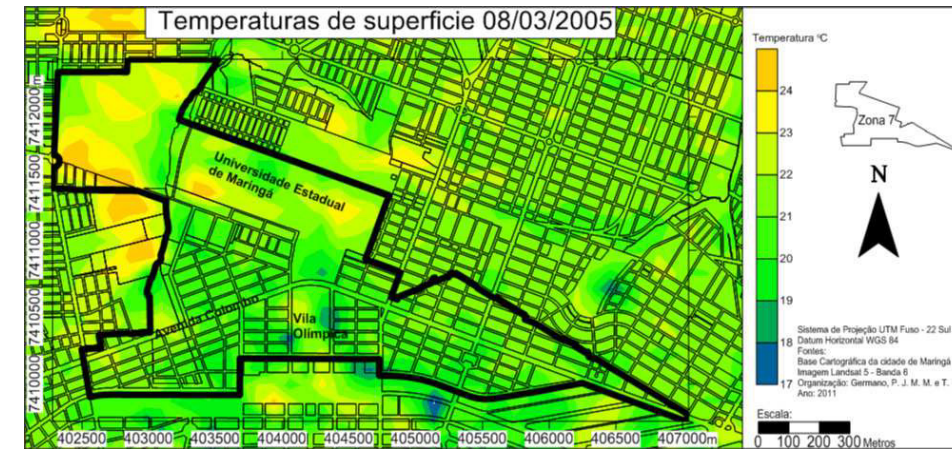 Temperaturas de superficie 08/03/2005
7412000m
7411500
7411000
7410500
7410000
Universidade Estadual
de Maringá
Avenida Colombo
Vila
Olímpica
402500 403000 403500 404000 404500 405000 405500 406000 406500 407000m
Temperatura °C
24
23
22
21
20
19
18
17
Zona 7
N
Sistema de Projeção UTM Fuso - 22 Sul
Datum Horizontal WGS 84
Fontes:
Base Cartográfica da cidade de Maringá
Imagem Landsat 5 - Banda 6
Organização: Germano, P. J. M. M. e T.
Ano: 2011
Escala:
0 100 200 300 Metros